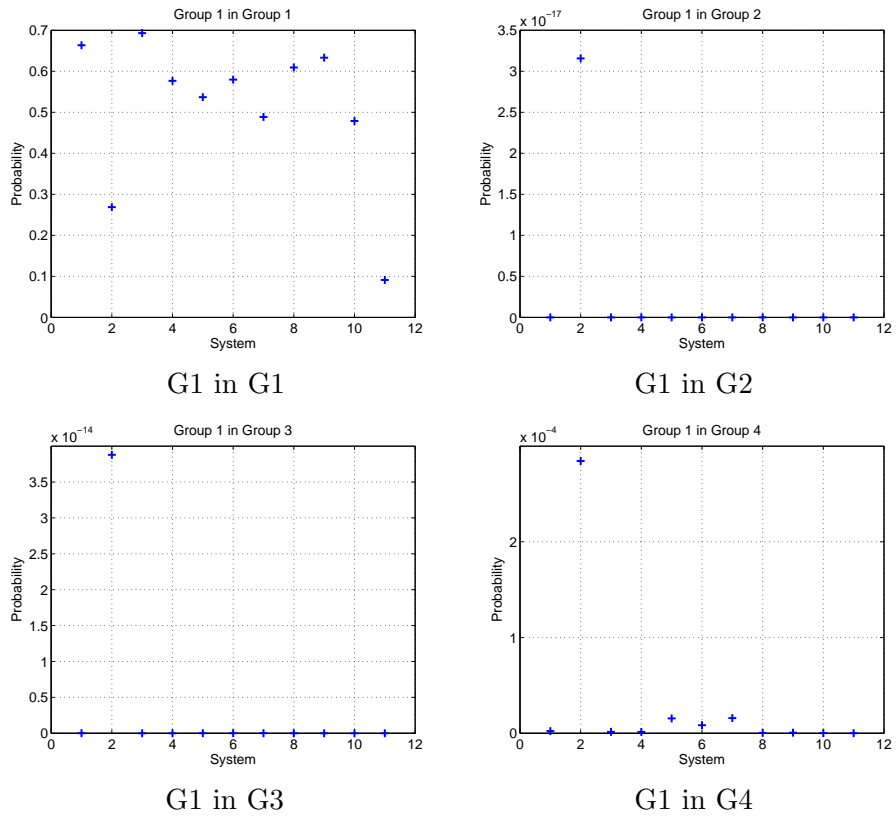 Group 1 in Group 1
0.7
0.6
0.5
0.4
0.3
0.2
0.1
0
Probability
0 2 4 6 8 10 12
System
G1 in G1
Group 1 in Group 2
x 10⁻¹⁷
3.5
3
2.5
2
1.5
1
0.5
0
Probability
0 2 4 6 8 10 12
System
G1 in G2
Group 1 in Group 3
x 10⁻¹⁴
3.5
3
2.5
2
1.5
1
0.5
0
Probability
0 2 4 6 8 10 12
System
G1 in G3
Group 1 in Group 4
x 10⁻⁴
2
1
0
Probability
0 2 4 6 8 10 12
System
G1 in G4